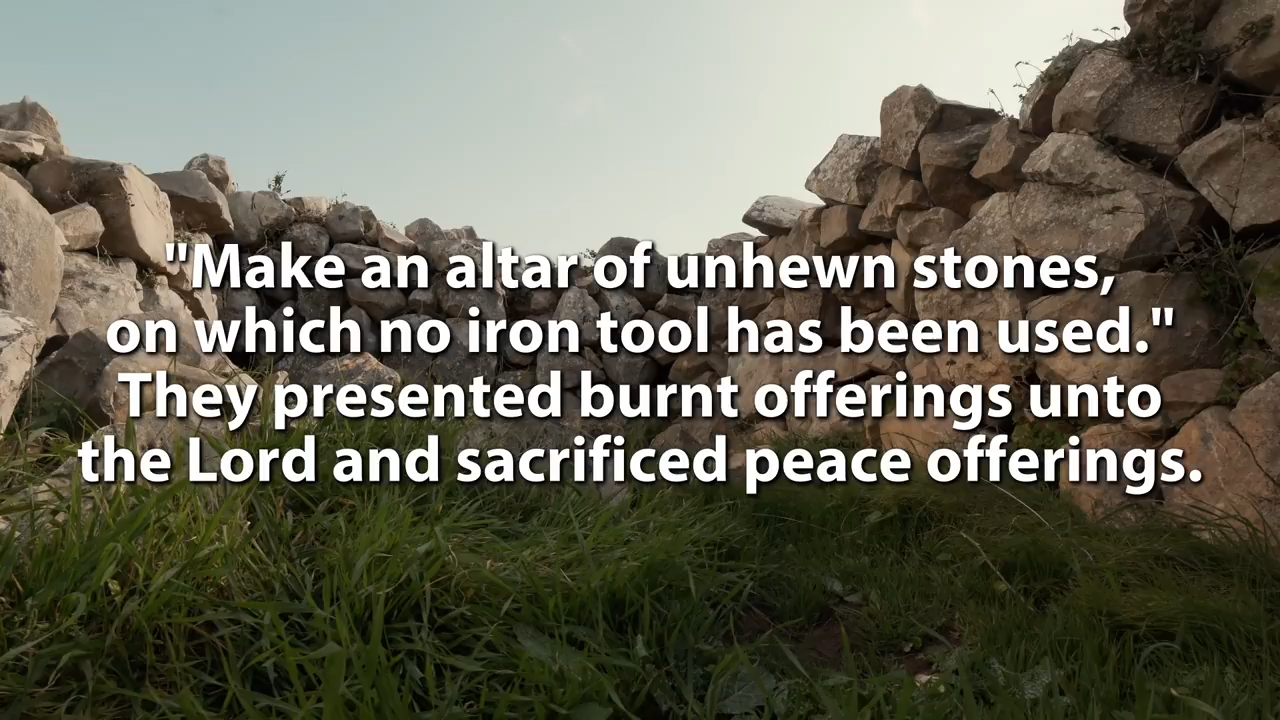 "Make an altar of unhewn stones,
on which no iron tool has been used."
They presented burnt offerings unto
the Lord and sacrificed peace offerings.